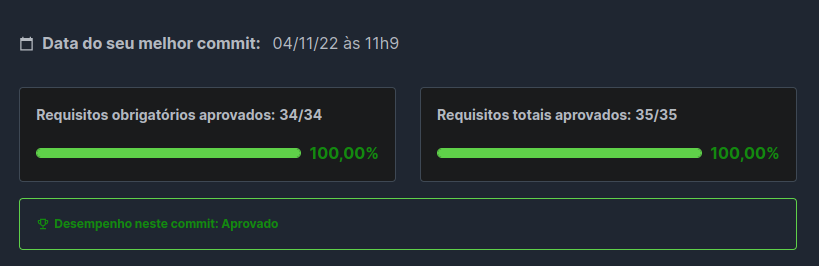 Data do seu melhor commit: 04/11/22 às 11h9
Requisitos obrigatórios aprovados: 34/34
100,00%
Requisitos totais aprovados: 35/35
100,00%
Desempenho neste commit: Aprovado